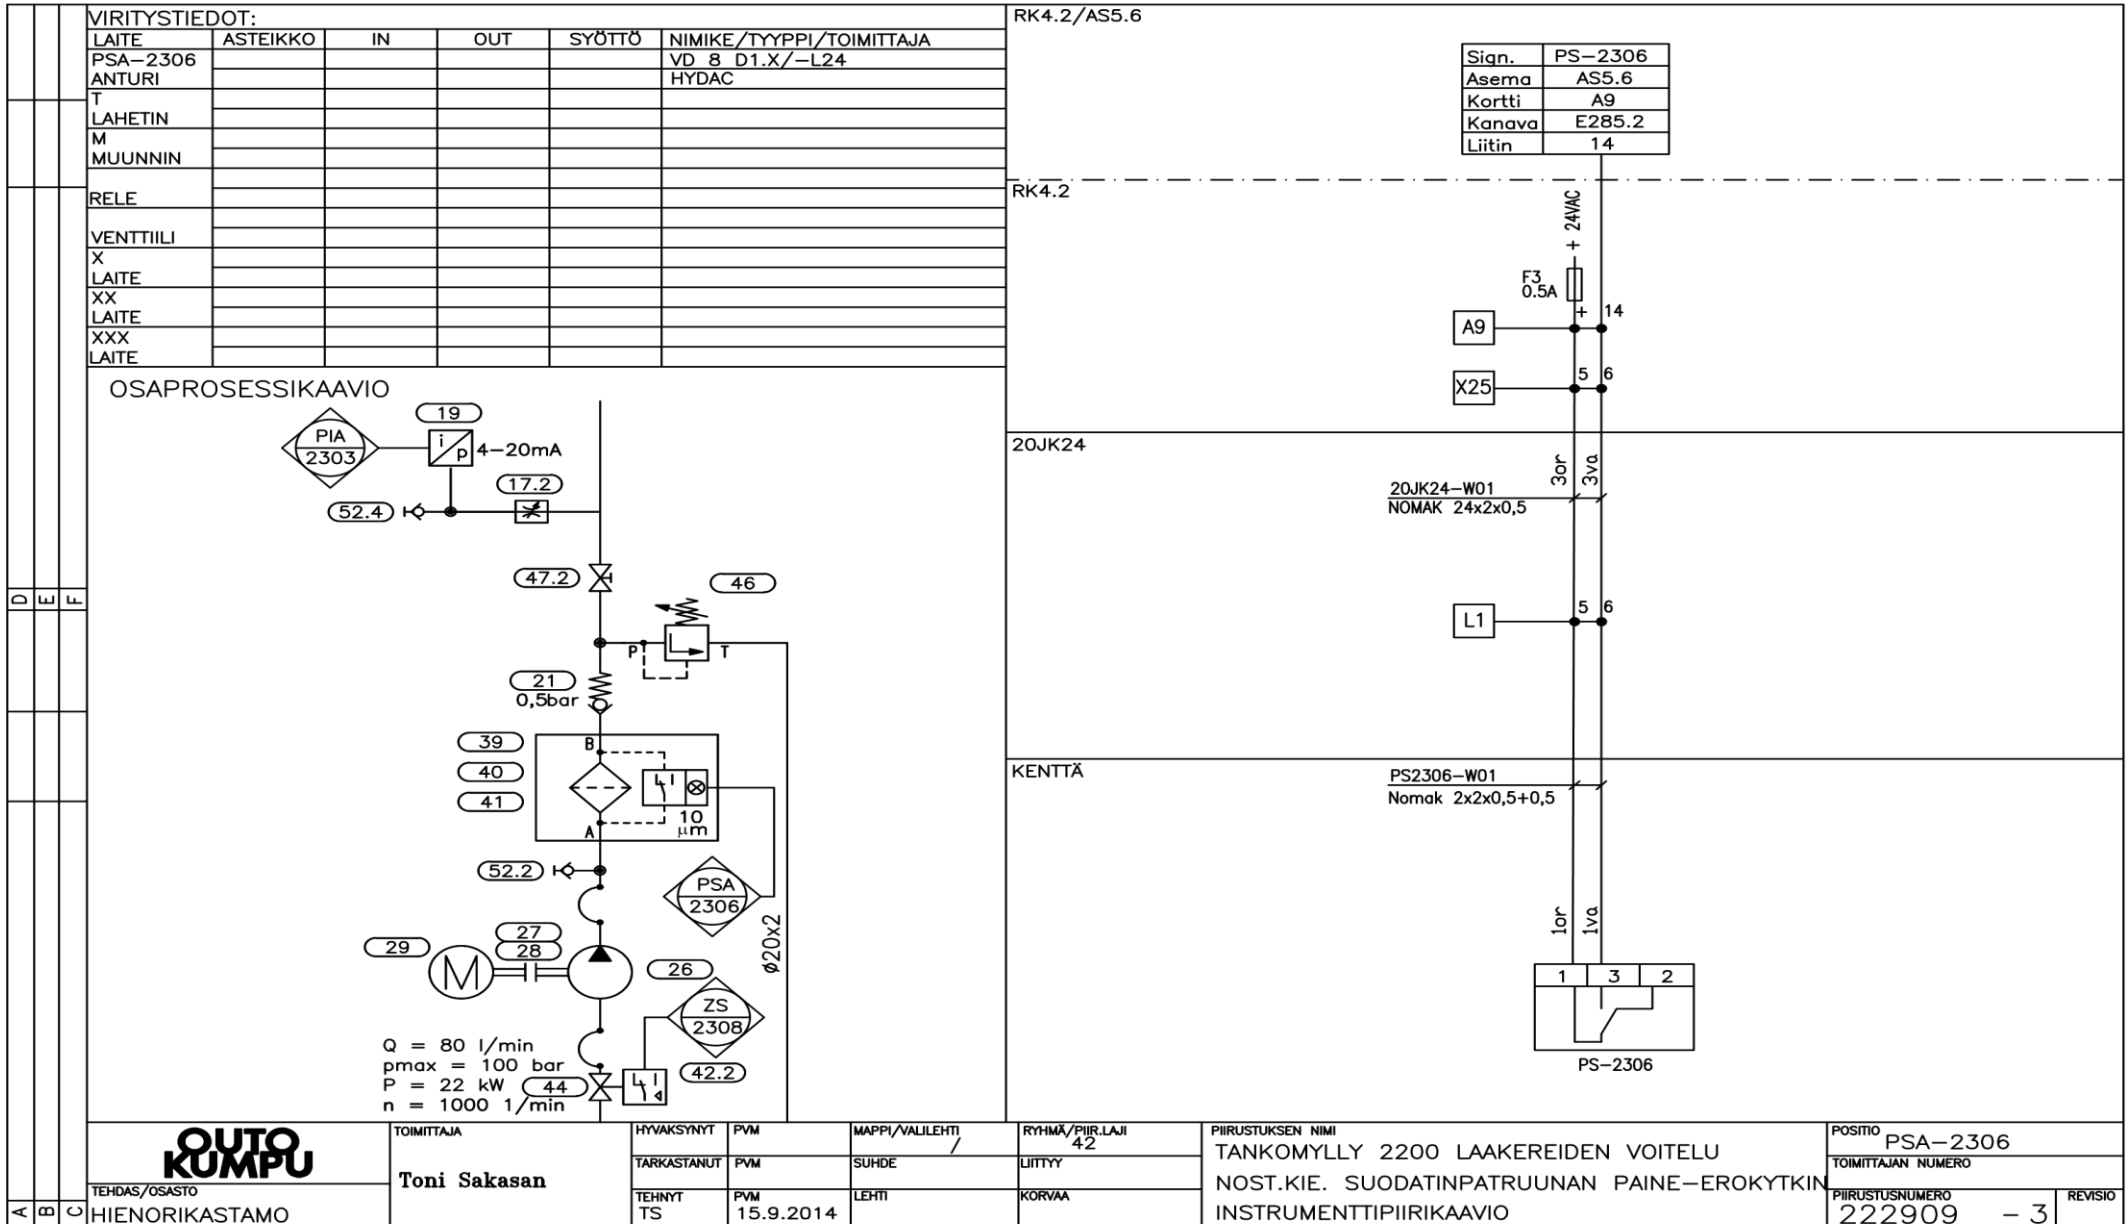 VIRITYSTIEDOT:
LAITE ASTEIKKO IN OUT SYÖTTÖ NIMIKE/TYYPPI/TOIMITTAJA
PSA-2306 VD 8 D1.X/-L24
ANTURI HYDAC
T
LAHETIN
M
MUUNNIN
RELE
VENTTIILI
X
LAITE
XX
LAITE
XXX
LAITE
OSAPROSESSIKAAVIO
19
PIA
2303
i
p
4-20mA
17.2
52.4
47.2
46
P
T
21
0,5bar
39
40
41
B
A
10
µm
52.2
PSA
2306
ø20x2
27
28
29
M
26
ZS
2308
42.2
44
Q = 80 l/min
pmax = 100 bar
P = 22 kW
n = 1000 1/min
RK4.2/AS5.6
Sign. PS-2306
Asema AS5.6
Kortti A9
Kanava E285.2
Liitin 14
RK4.2
+ 24VAC
F3
0.5A
+ 14
A9
5 6
X25
20JK24
3or 3va
20JK24-W01
NOMAK 24x2x0,5
5 6
L1
KENTTÄ
PS2306-W01
Nomak 2x2x0,5+0,5
1or 1va
1 3 2
PS-2306
D E F
A B C
OUTO
KUMPU
TEHDAS/OSASTO
HIENORIKASTAMO
TOIMITTAJA
Toni Sakasan
HYVAKSYNYT PVM
TARKASTANUT PVM
TEHNYT PVM
TS 15.9.2014
MAPPI/VALILEHTI
/
SUHDE
LEHTI
RYHMÄ/PIIR.LAJI
42
LIITTYY
KORVAA
PIIRUSTUKSEN NIMI
TANKOMYLLY 2200 LAAKEREIDEN VOITELU
NOST.KIE. SUODATINPATRUUNAN PAINE-EROKYTKIN
INSTRUMENTTIPIIRIKAAVIO
POSITIO
PSA-2306
TOIMITTAJAN NUMERO
PIIRUSTUSNUMERO REVISIO
222909 - 3